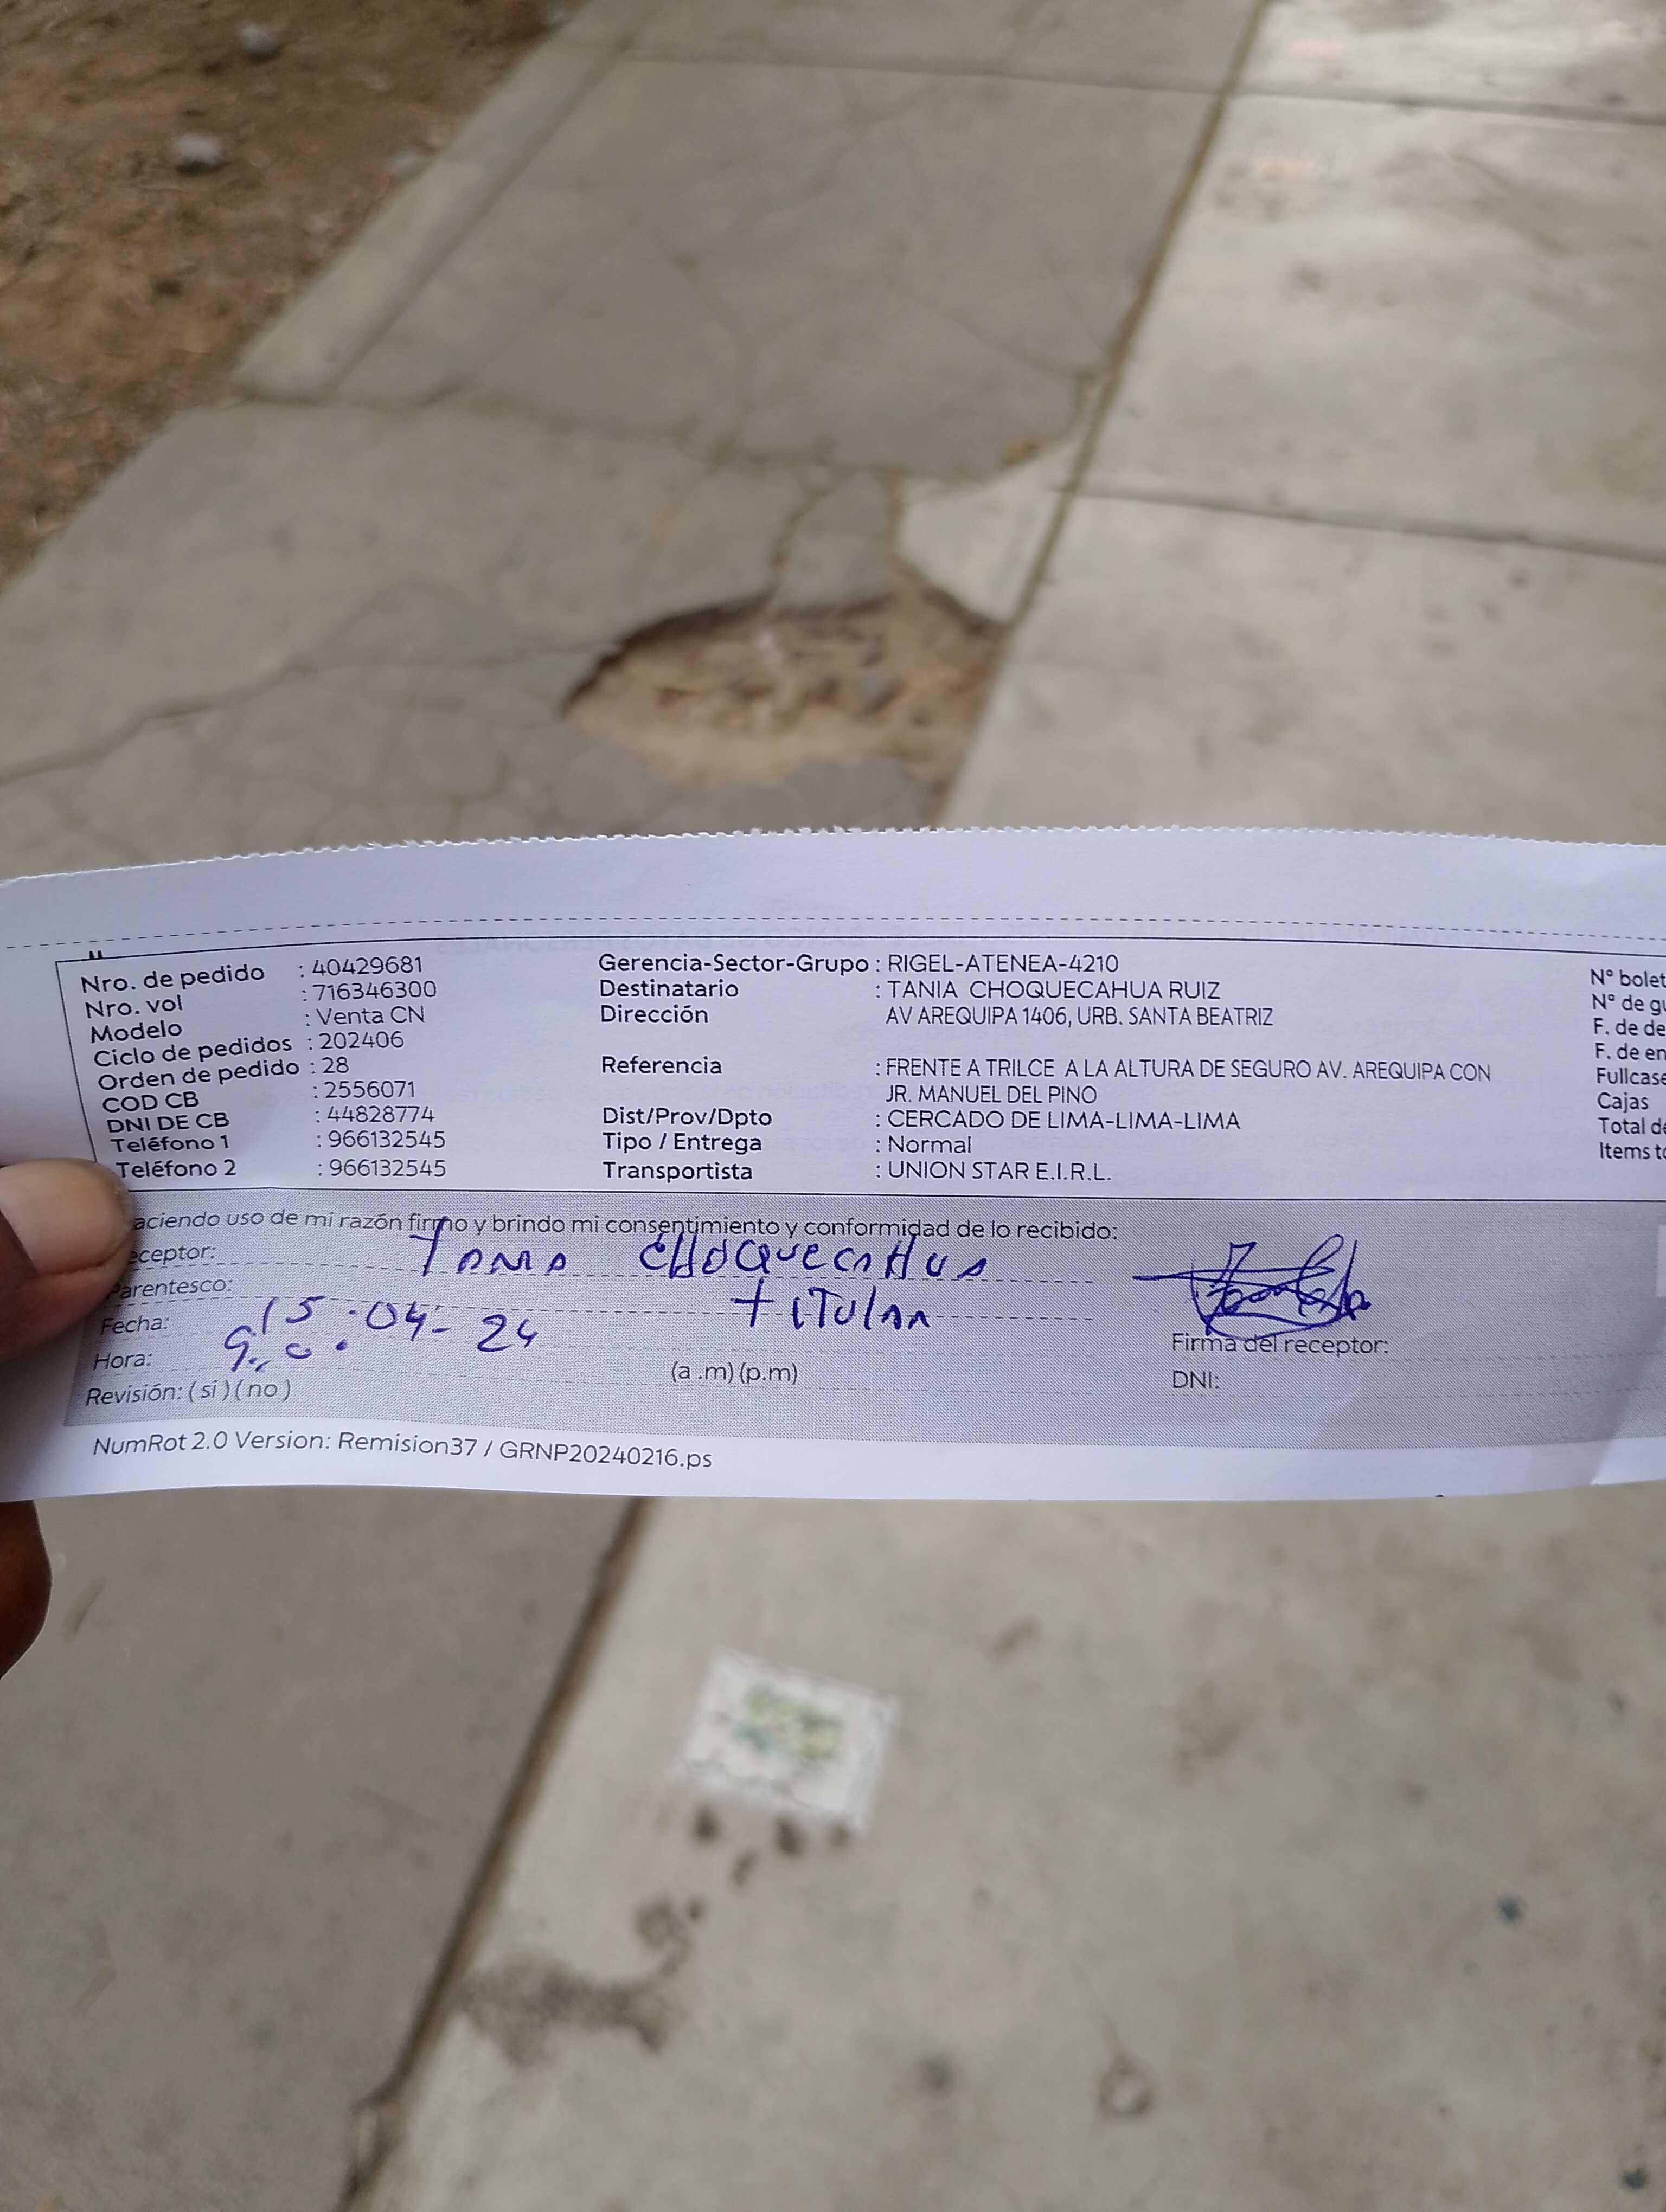 Nro. de pedido : 40429681
Nro. vol : 716346300
Modelo : Venta CN
Ciclo de pedidos : 202406
Orden de pedido : 28
COD CB : 2556071
DNI DE CB : 44828774
Teléfono 1 : 966132545
Teléfono 2 : 966132545
Gerencia-Sector-Grupo : RIGEL-ATENEA-4210
Destinatario : TANIA CHOQUECAHUA RUIZ
Dirección AV AREQUIPA 1406, URB. SANTA BEATRIZ
Referencia : FRENTE A TRILCE A LA ALTURA DE SEGURO AV. AREQUIPA CON
JR. MANUEL DEL PINO
Dist/Prov/Dpto : CERCADO DE LIMA-LIMA-LIMA
Tipo / Entrega : Normal
Transportista : UNION STAR E.I.R.L.
N° bolet
N° de gu
F. de de
F. de en
Fullcase
Cajas
Total de
Items to
aciendo uso de mi razón firmo y brindo mi consentimiento y conformidad de lo recibido:
eceptor: CHOQUECAHUA
Parentesco: titular
Fecha: 15-04-24
Hora: (a .m) (p.m)
Revisión: ( si ) ( no )
Firma del receptor:
DNI:
NumRot 2.0 Version: Remision37 / GRNP20240216.ps